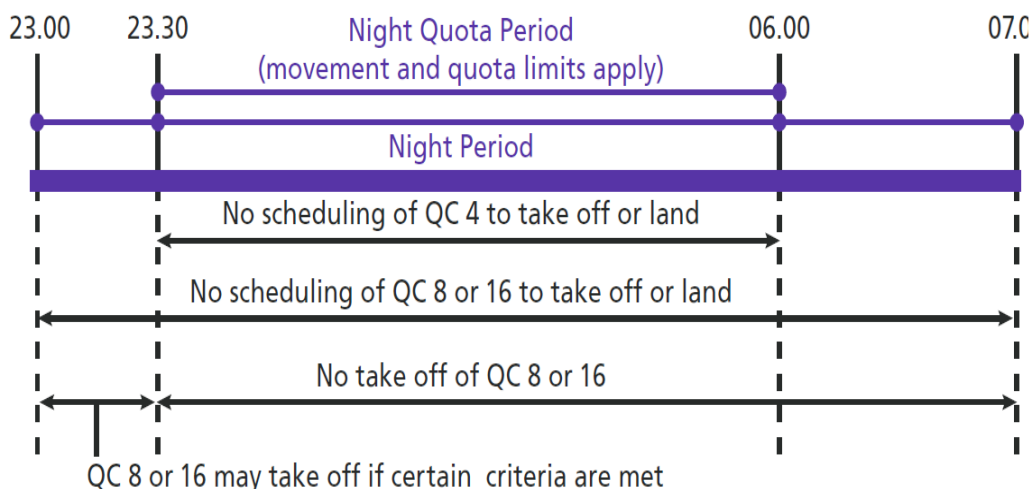 23.00 23.30 Night Quota Period 06.00 07.0
(movement and quota limits apply)
Night Period
No scheduling of QC 4 to take off or land
No scheduling of QC 8 or 16 to take off or land
No take off of QC 8 or 16
QC 8 or 16 may take off if certain criteria are met